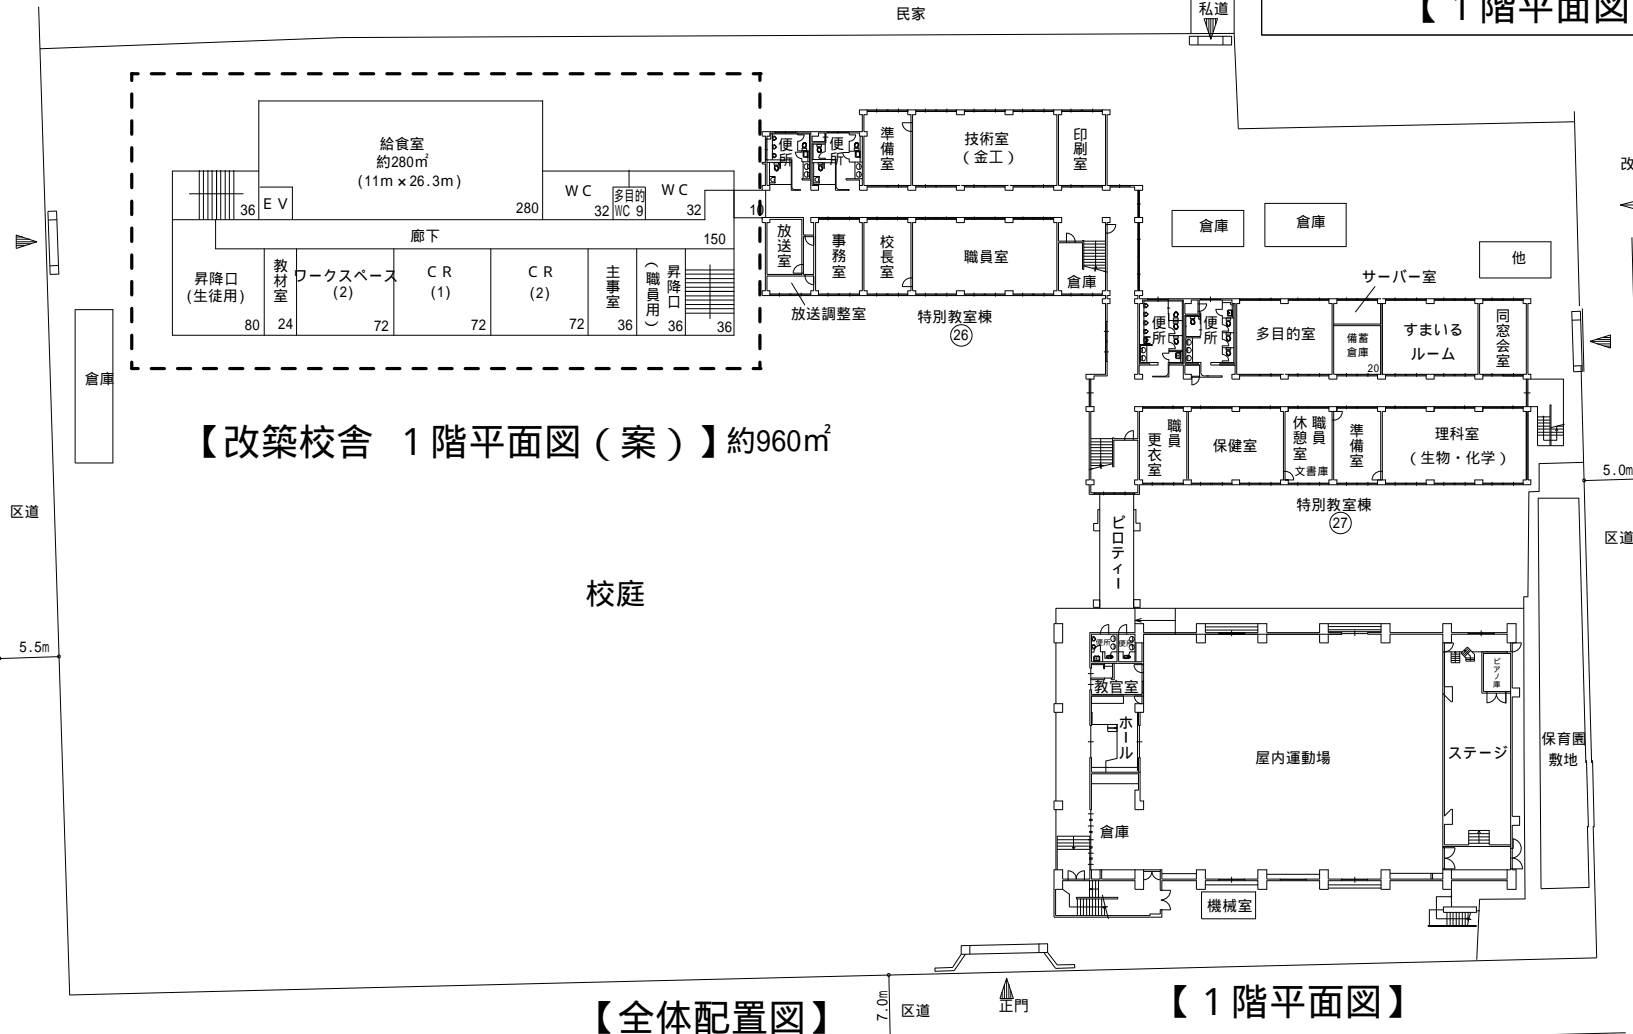 民家
私道
【１階平面図
給食室
約280㎡
(11m×26.3m)
280
36
ＥＶ
ＷＣ
32
多目的
WC 9
ＷＣ
32
10
廊下
150
昇降口
(生徒用)
80
教材室
24
ワークスペース
(2)
72
ＣＲ
(1)
72
ＣＲ
(2)
72
主事室
36
昇降口
(職員用)
36
36
便所
便所
準備室
技術室
（金工）
印刷室
放送室
事務室
校長室
職員室
倉庫
放送調整室
特別教室棟
㉖
倉庫
倉庫
他
改
サーバー室
便所
便所
多目的室
備蓄
倉庫
20
すまいる
ルーム
同窓会室
職員
更衣室
保健室
職員
休憩室
文書庫
準備室
理科室
（生物・化学）
特別教室棟
㉗
倉庫
【改築校舎 １階平面図（案）】約960㎡
区道
5.0m
区道
ピロティー
校庭
5.5m
便所
便所
教官室
ホール
屋内運動場
ステージ
ピアノ庫
保育園
敷地
倉庫
機械室
【全体配置図】
7.0m
区道
正門
【１階平面図】